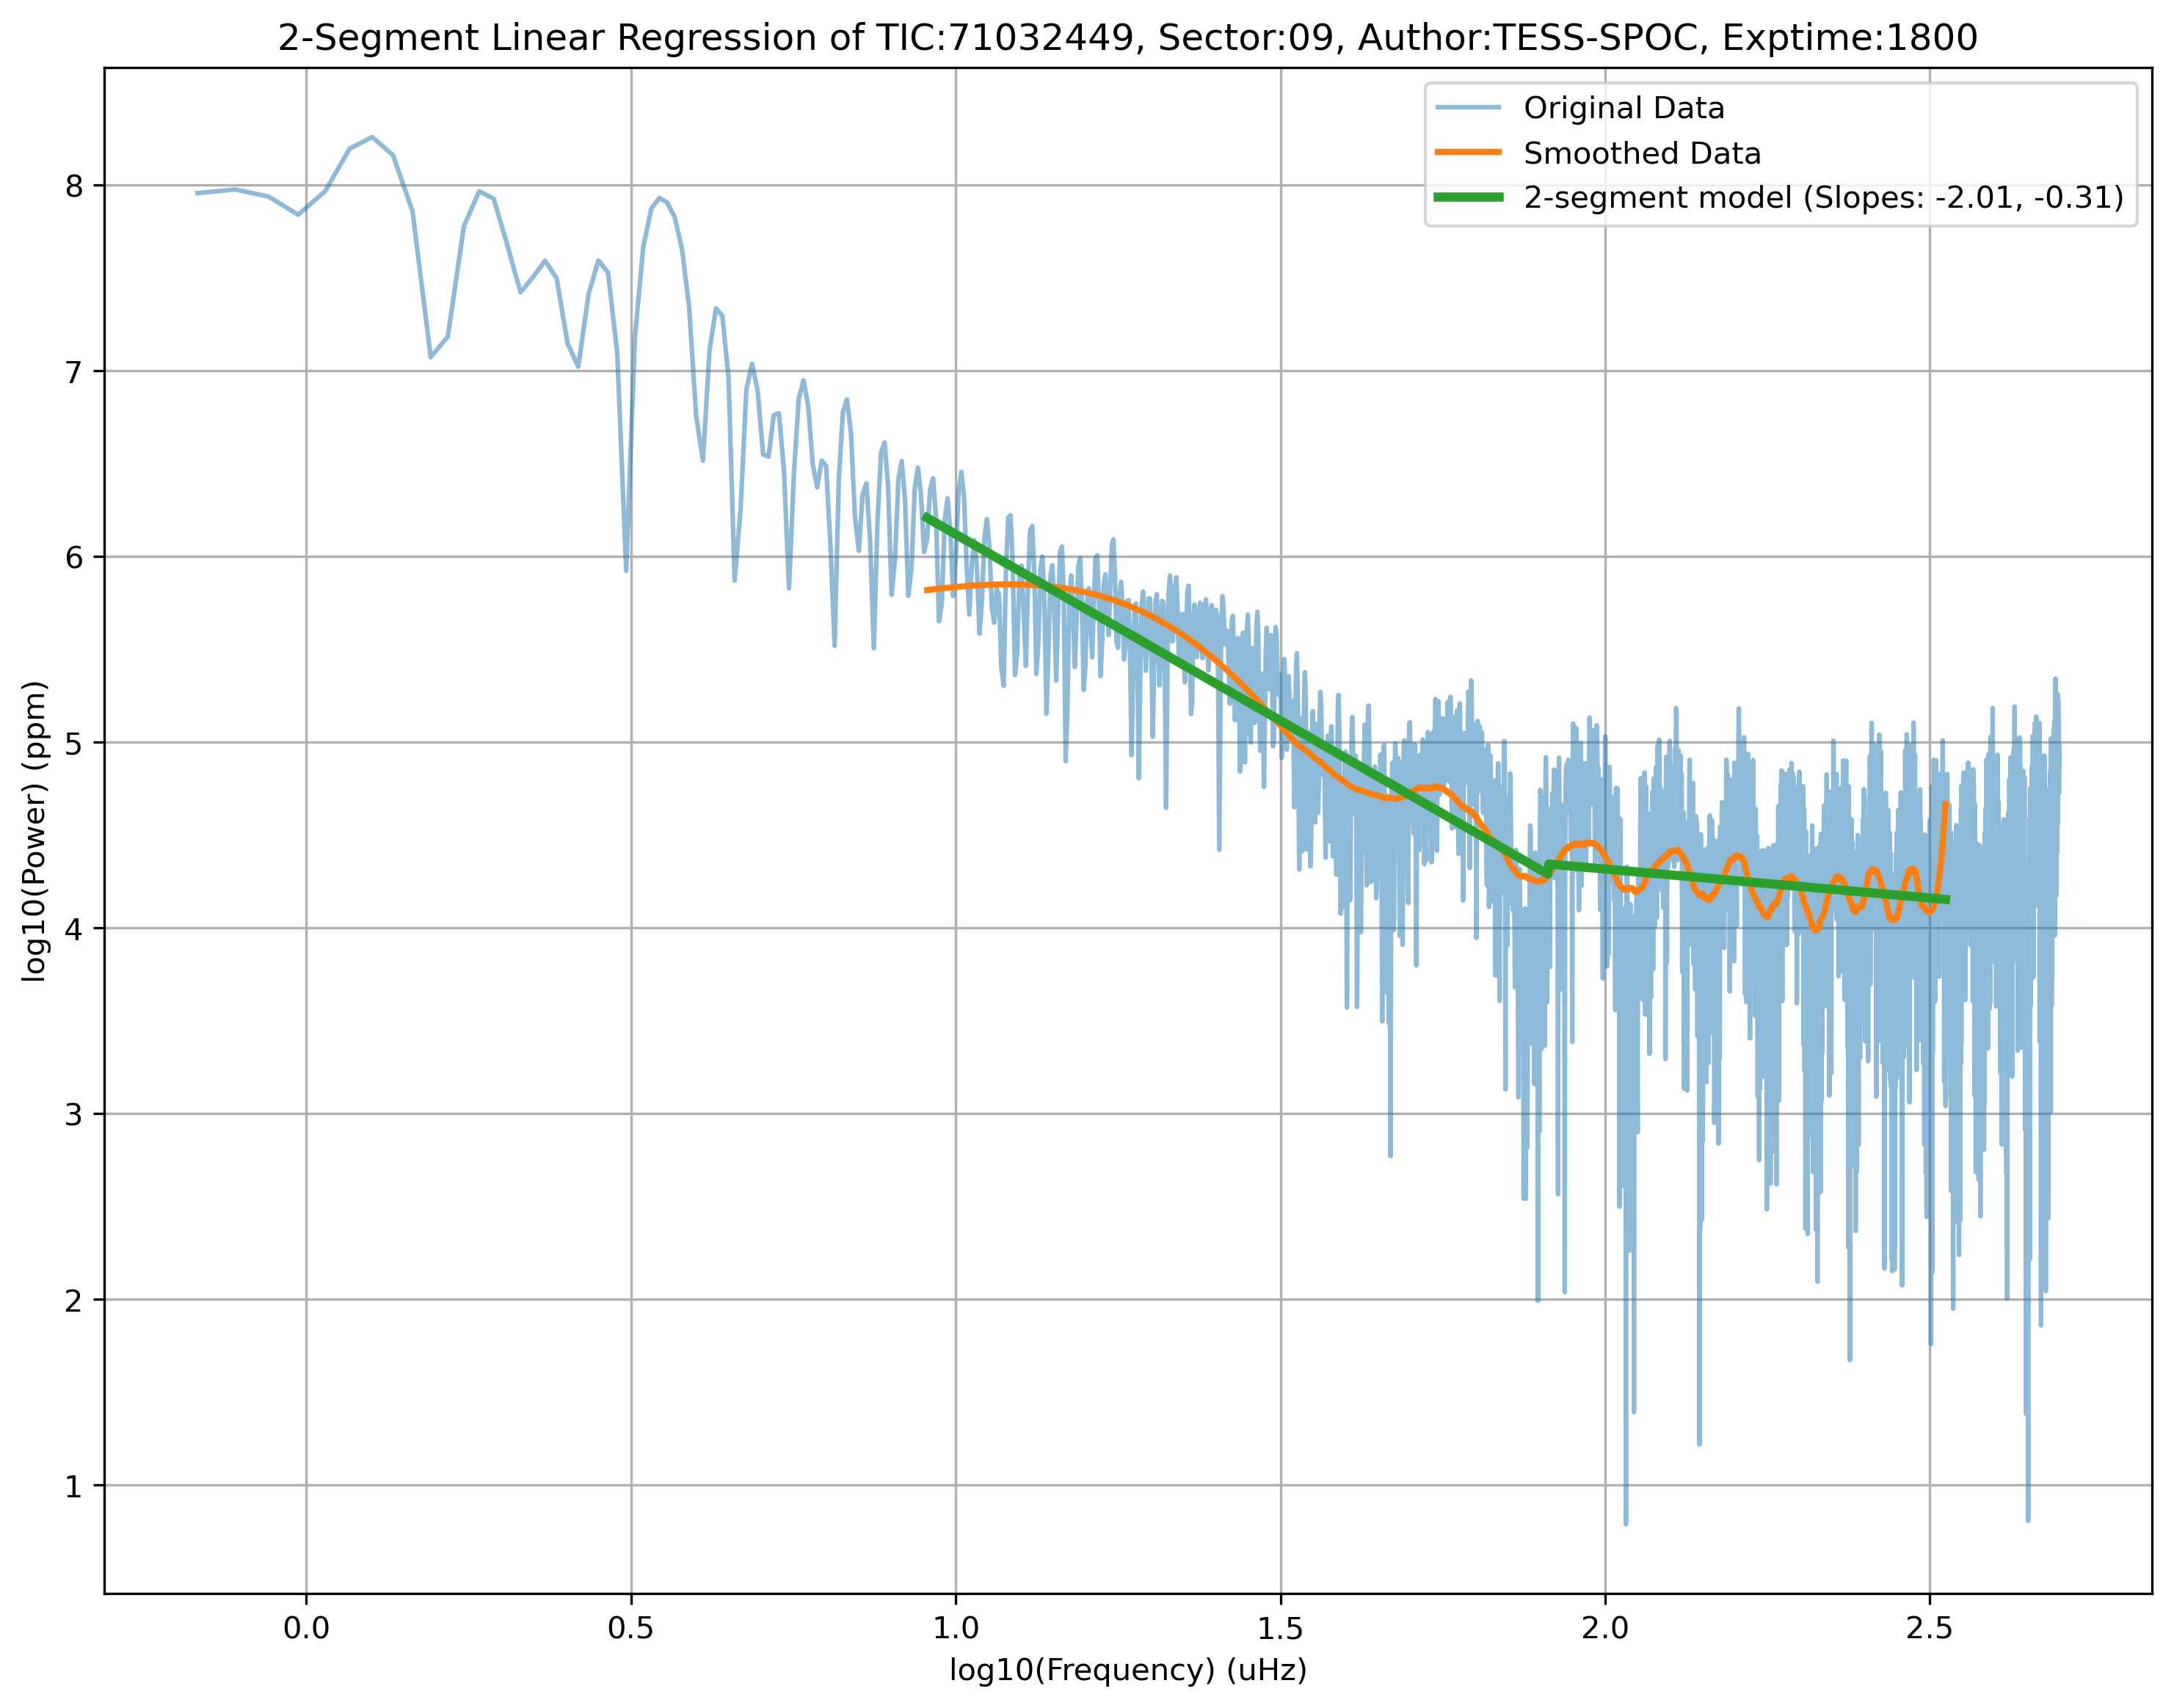 2-Segment Linear Regression of TIC:71032449, Sector:09, Author:TESS-SPOC, Exptime:1800
Original Data
Smoothed Data
2-segment model (Slopes: -2.01, -0.31)
log10(Power) (ppm)
8
7
6
5
4
3
2
1
0.0 0.5 1.0 1.5 2.0 2.5
log10(Frequency) (uHz)